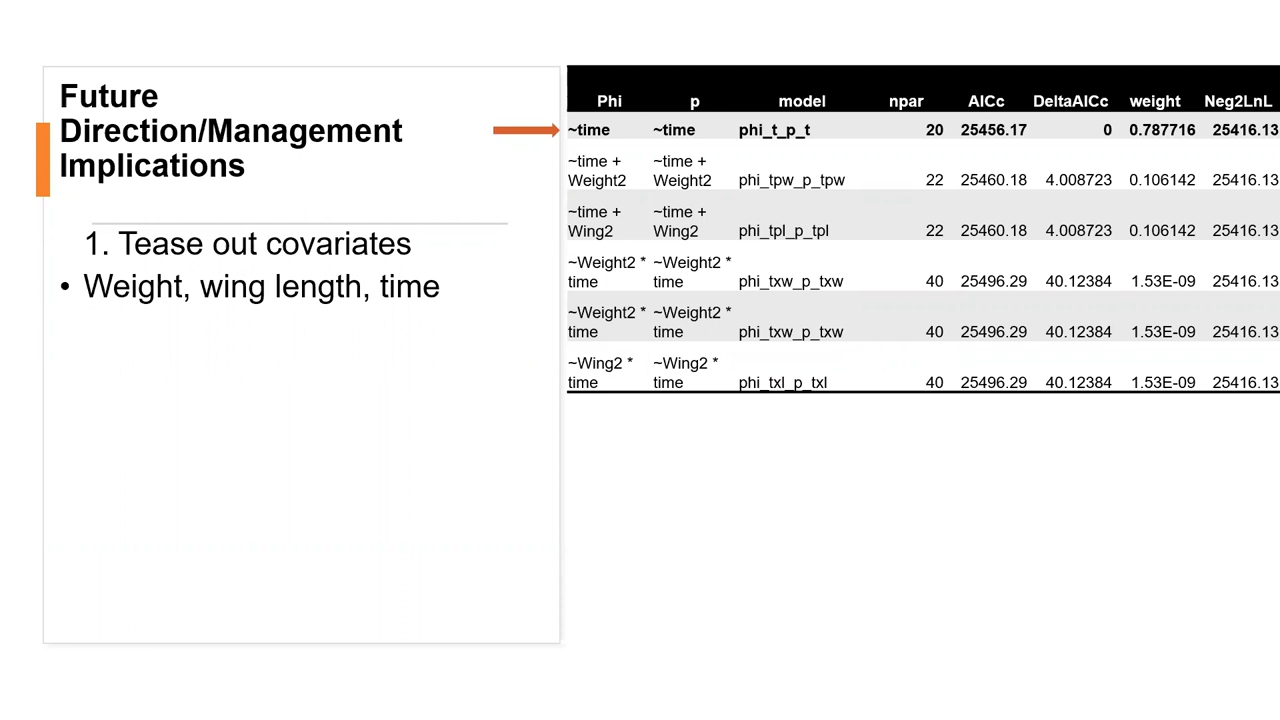 Future
Direction/Management
Implications
1. Tease out covariates
• Weight, wing length, time
Phi p model npar AICc DeltaAICc weight Neg2LnL
~time ~time phi_t_p_t 20 25456.17 0 0.787716 25416.13
~time + ~time +
Weight2 Weight2 phi_tpw_p_tpw 22 25460.18 4.008723 0.106142 25416.13
~time + ~time +
Wing2 Wing2 phi_tpl_p_tpl 22 25460.18 4.008723 0.106142 25416.13
~Weight2 * ~Weight2 *
time time phi_txw_p_txw 40 25496.29 40.12384 1.53E-09 25416.13
~Weight2 * ~Weight2 *
time time phi_txw_p_txw 40 25496.29 40.12384 1.53E-09 25416.13
~Wing2 * ~Wing2 *
time time phi_txl_p_txl 40 25496.29 40.12384 1.53E-09 25416.13